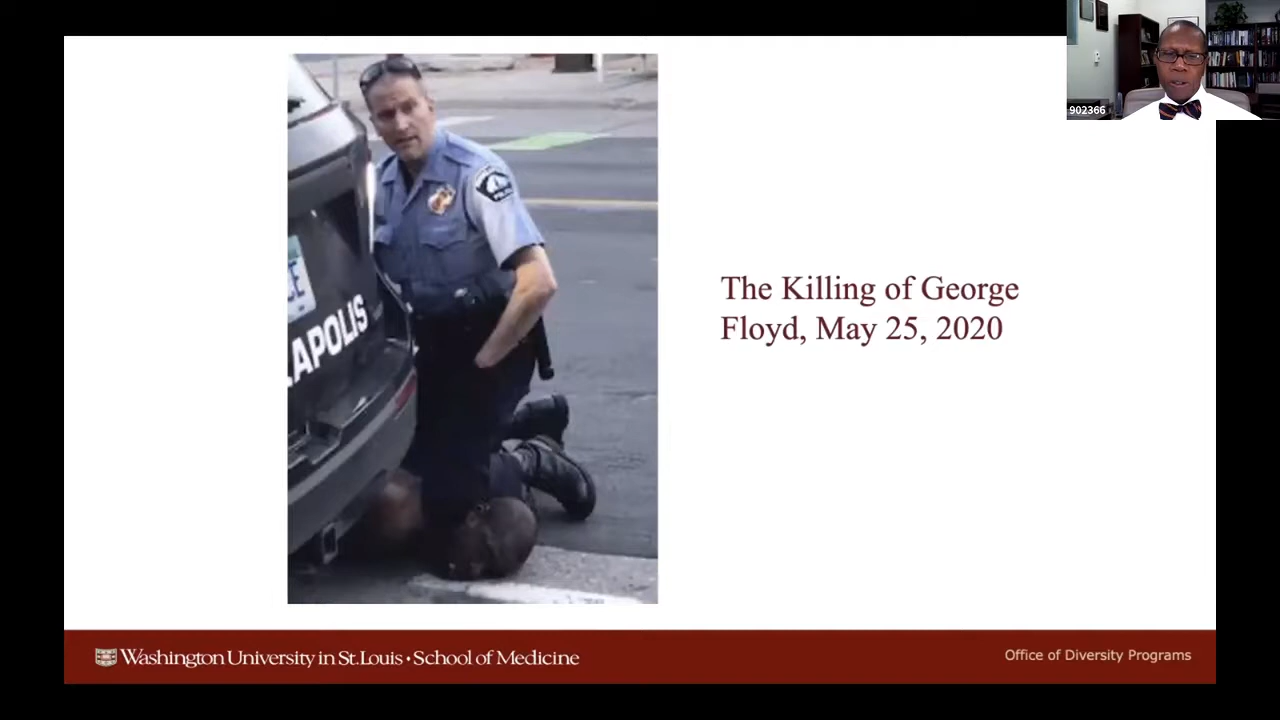 902366
The Killing of George
Floyd, May 25, 2020
CE
APOLIS
Washington University in St. Louis • School of Medicine
Office of Diversity Programs